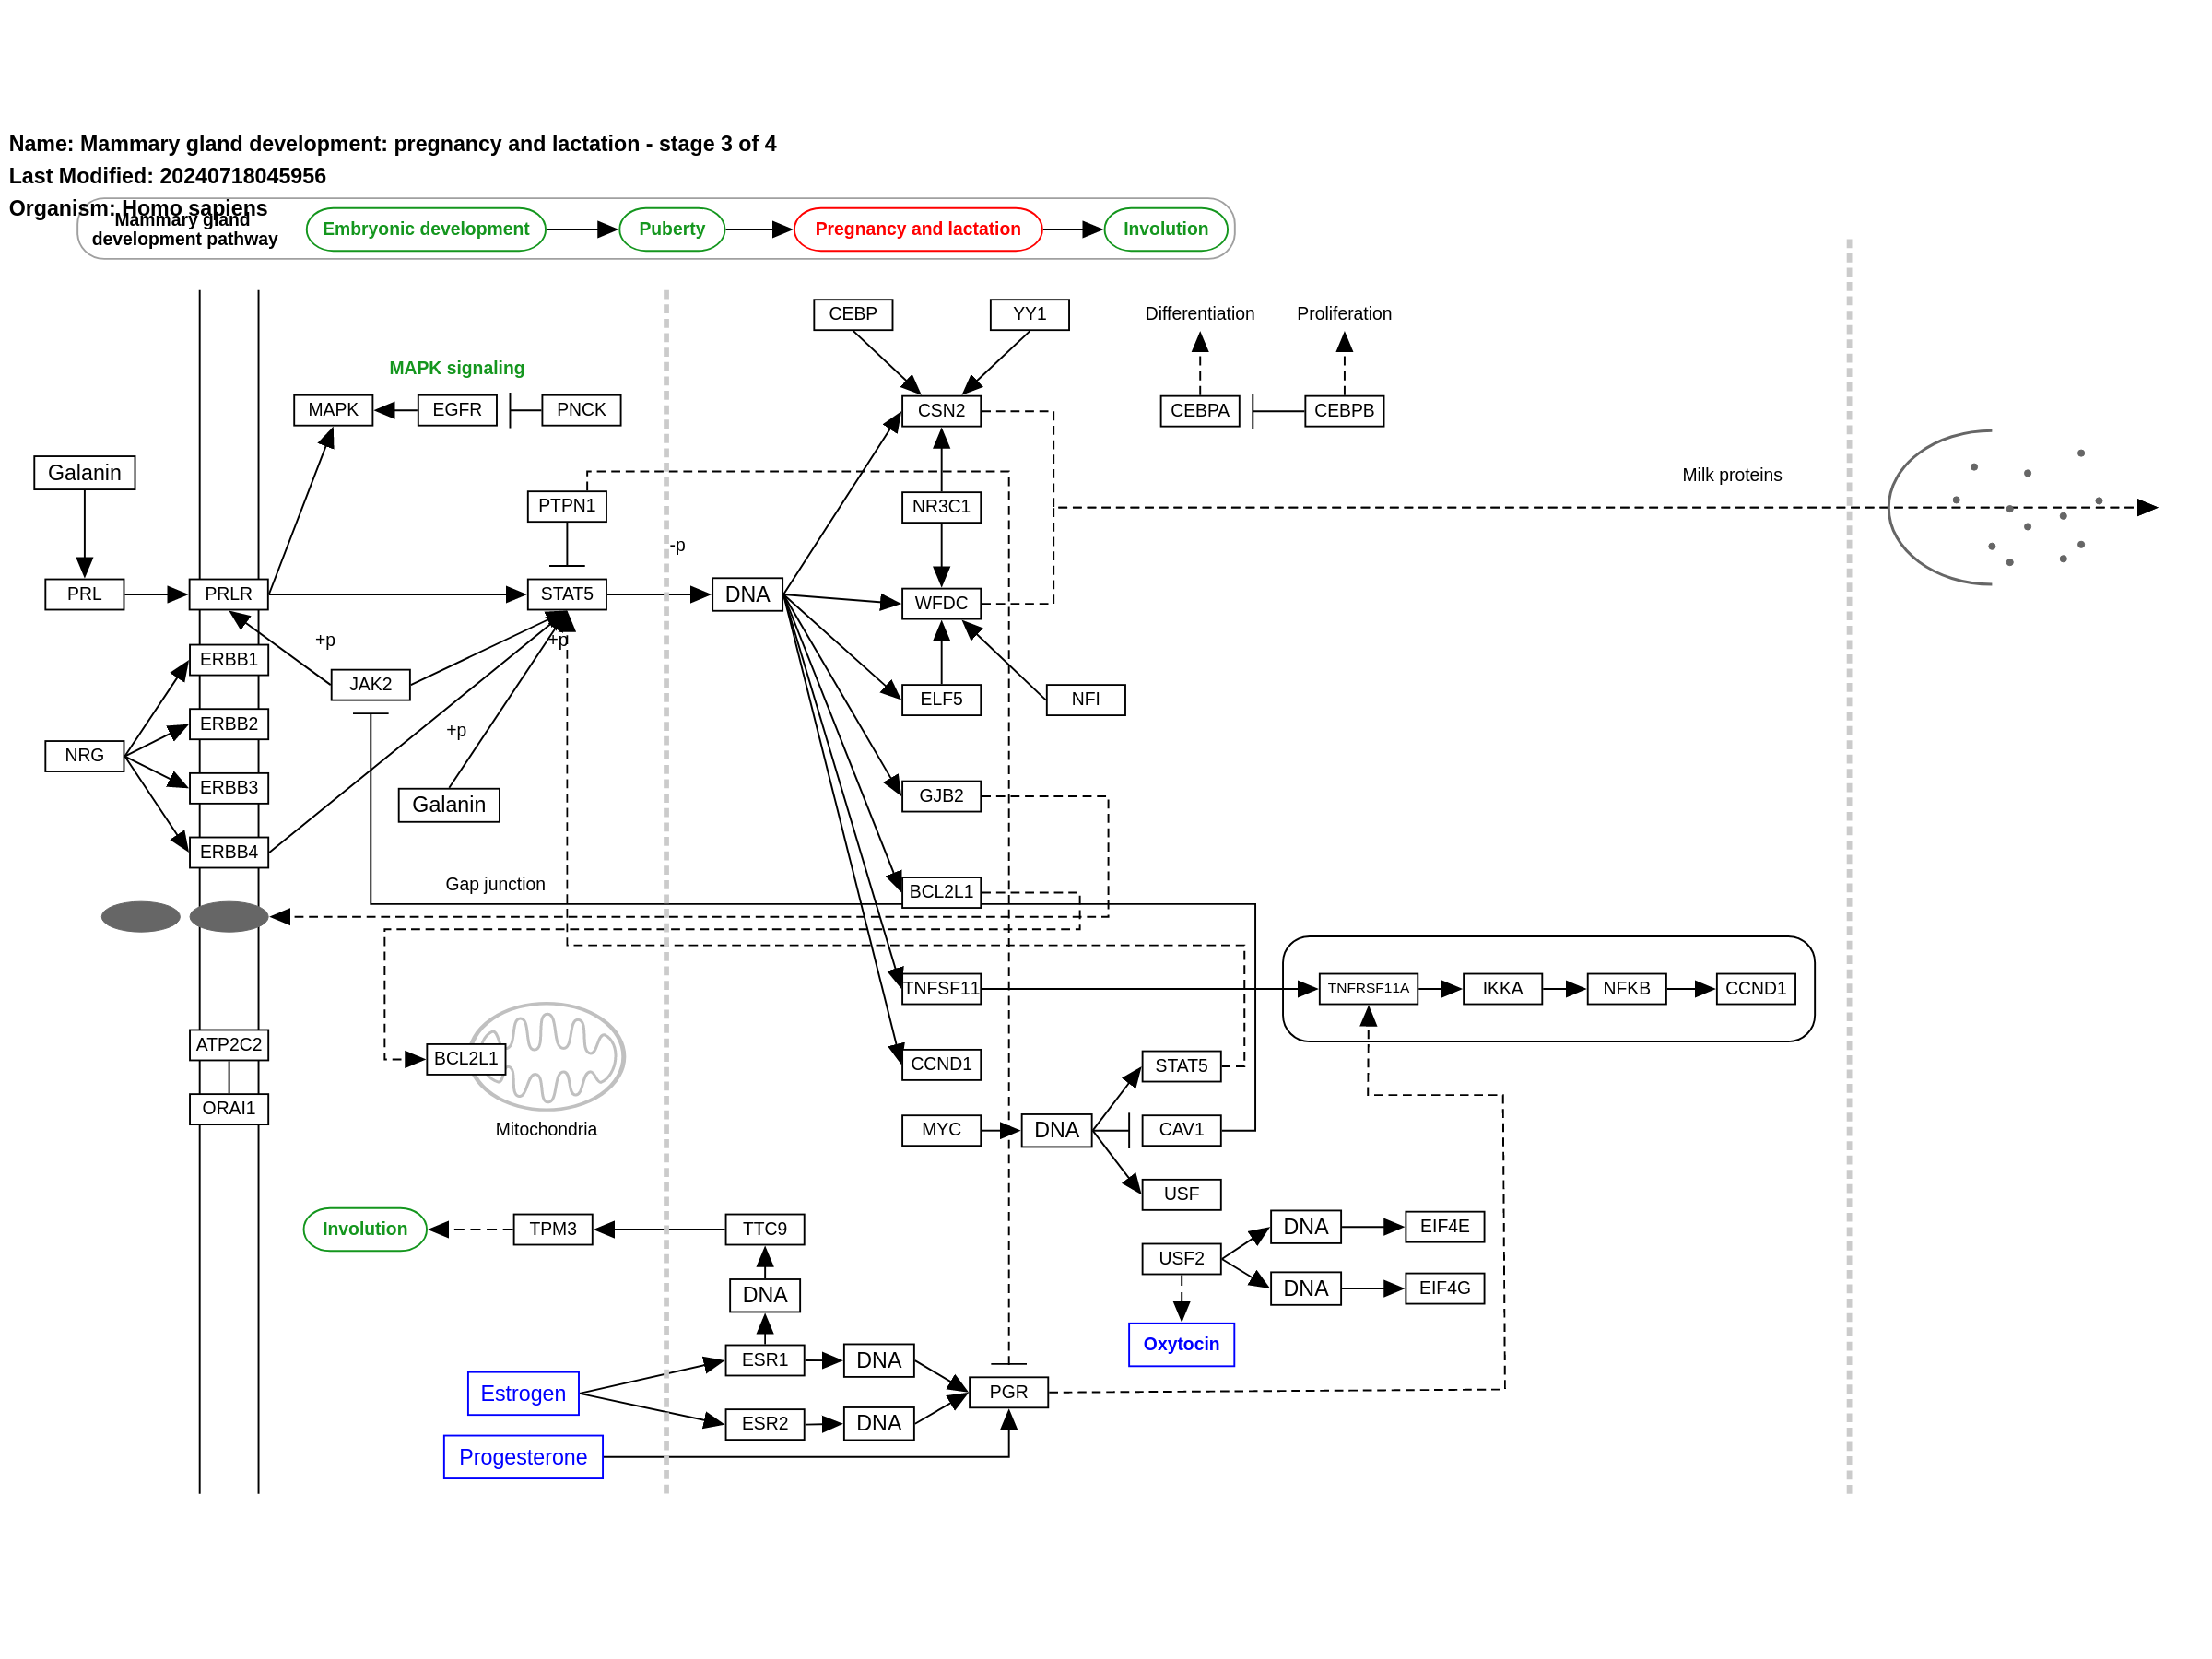 Name: Mammary gland development: pregnancy and lactation - stage 3 of 4
Last Modified: 20240718045956
Organism: Homo sapiens
Mammary gland
development pathway
Embryonic development
Puberty
Pregnancy and lactation
Involution
CEBP
YY1
Differentiation
Proliferation
MAPK signaling
MAPK
EGFR
PNCK
CSN2
CEBPA
CEBPB
Galanin
Milk proteins
PTPN1
NR3C1
-p
PRL
PRLR
STAT5
DNA
WFDC
+p
+p
ERBB1
JAK2
ELF5
NFI
ERBB2
+p
NRG
ERBB3
Galanin
GJB2
ERBB4
Gap junction
BCL2L1
TNFSF11
TNFRSF11A
IKKA
NFKB
CCND1
ATP2C2
BCL2L1
CCND1
STAT5
ORAI1
Mitochondria
MYC
DNA
CAV1
USF
Involution
TPM3
TTC9
DNA
EIF4E
USF2
DNA
DNA
EIF4G
Oxytocin
ESR1
DNA
Estrogen
PGR
ESR2
DNA
Progesterone